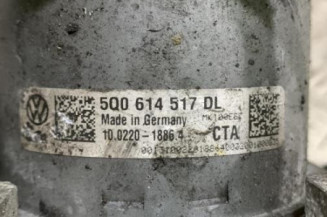 5Q0 614 517 DL
Made in Germany
10.0220-1886.4 CTA